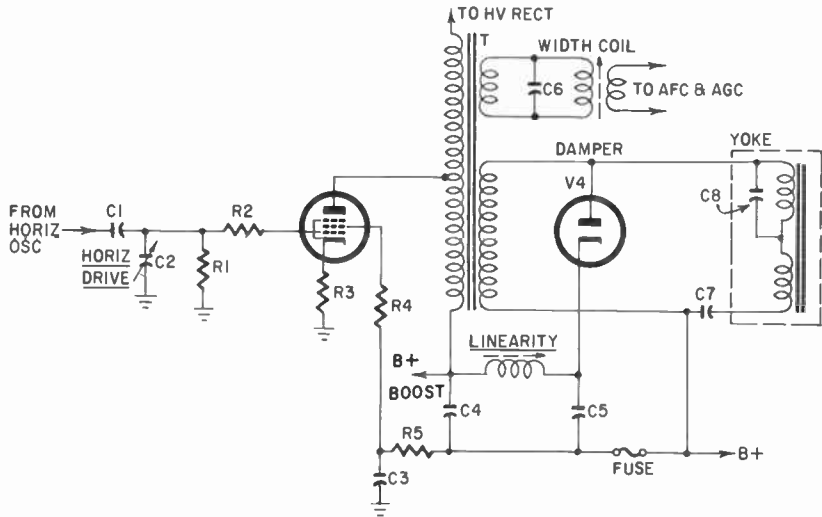 TO HV RECT
T
WIDTH COIL
C6
TO AFC & AGC
DAMPER
V4
YOKE
C8
FROM
HORIZ
OSC
C1
HORIZ
DRIVE
C2
R1
R2
R3
R4
C7
LINEARITY
B+
BOOST
C4
C5
R5
C3
FUSE
B+